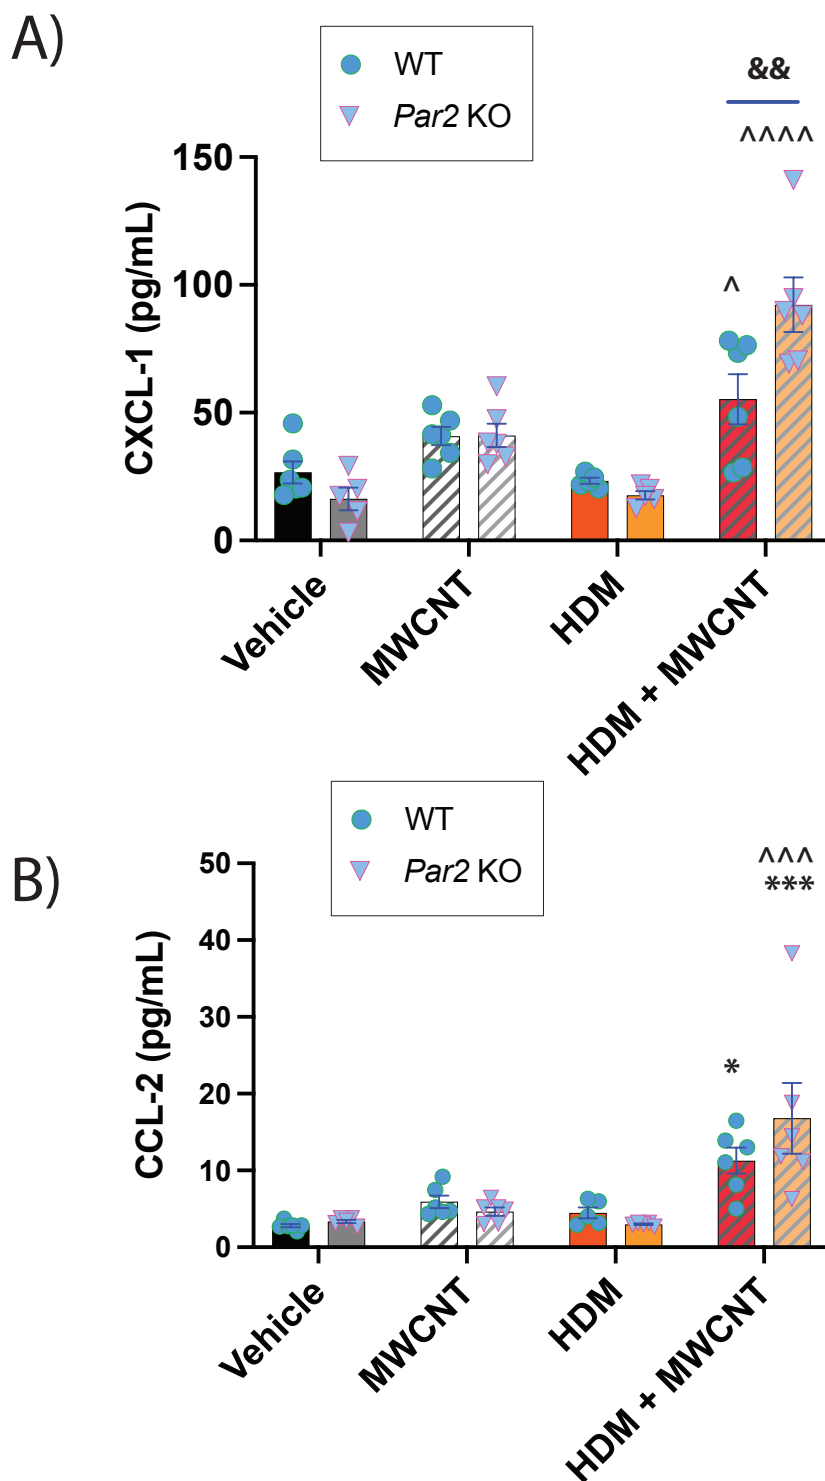 A)
WT
Par2 KO
&&
^^^^
^
150
100
50
0
CXCL-1 (pg/mL)
Vehicle
MWCNT
HDM
HDM + MWCNT
B)
WT
Par2 KO
^^^
***
*
50
40
30
20
10
0
CCL-2 (pg/mL)
Vehicle
MWCNT
HDM
HDM + MWCNT